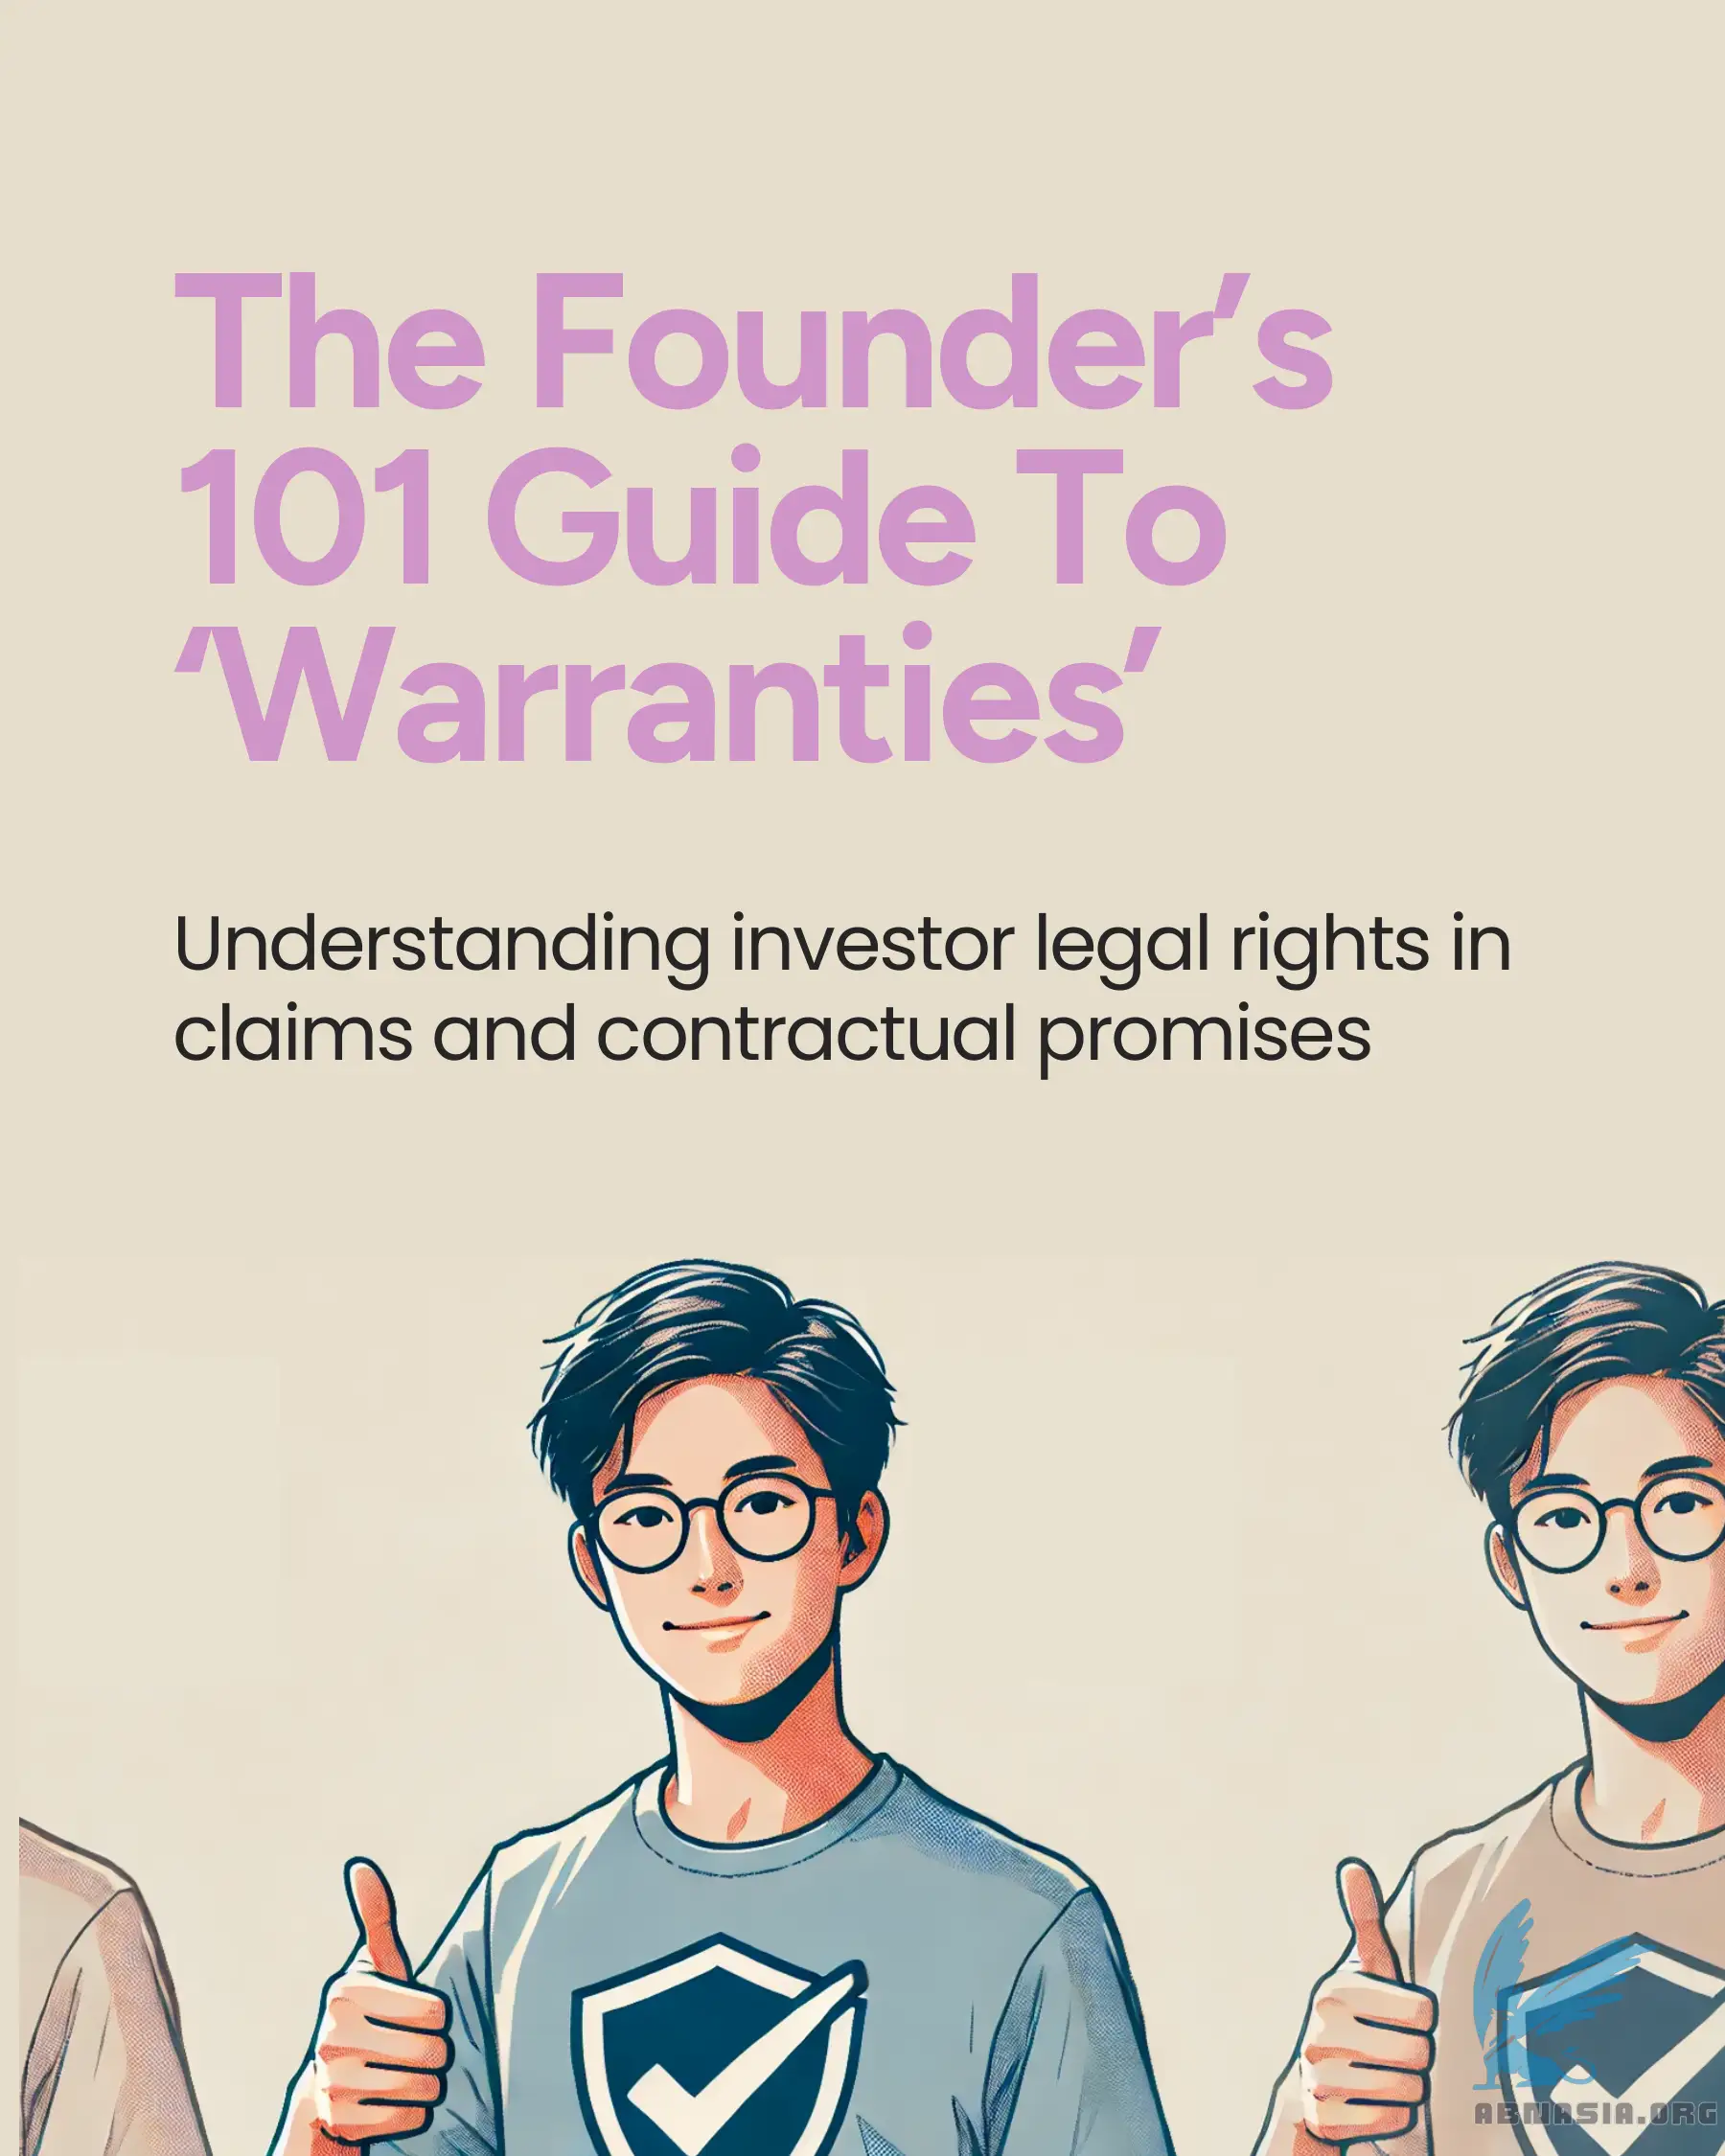 The Founder’s
101 Guide To
‘Warranties’
Understanding investor legal rights in
claims and contractual promises
ABNASIA.ORG